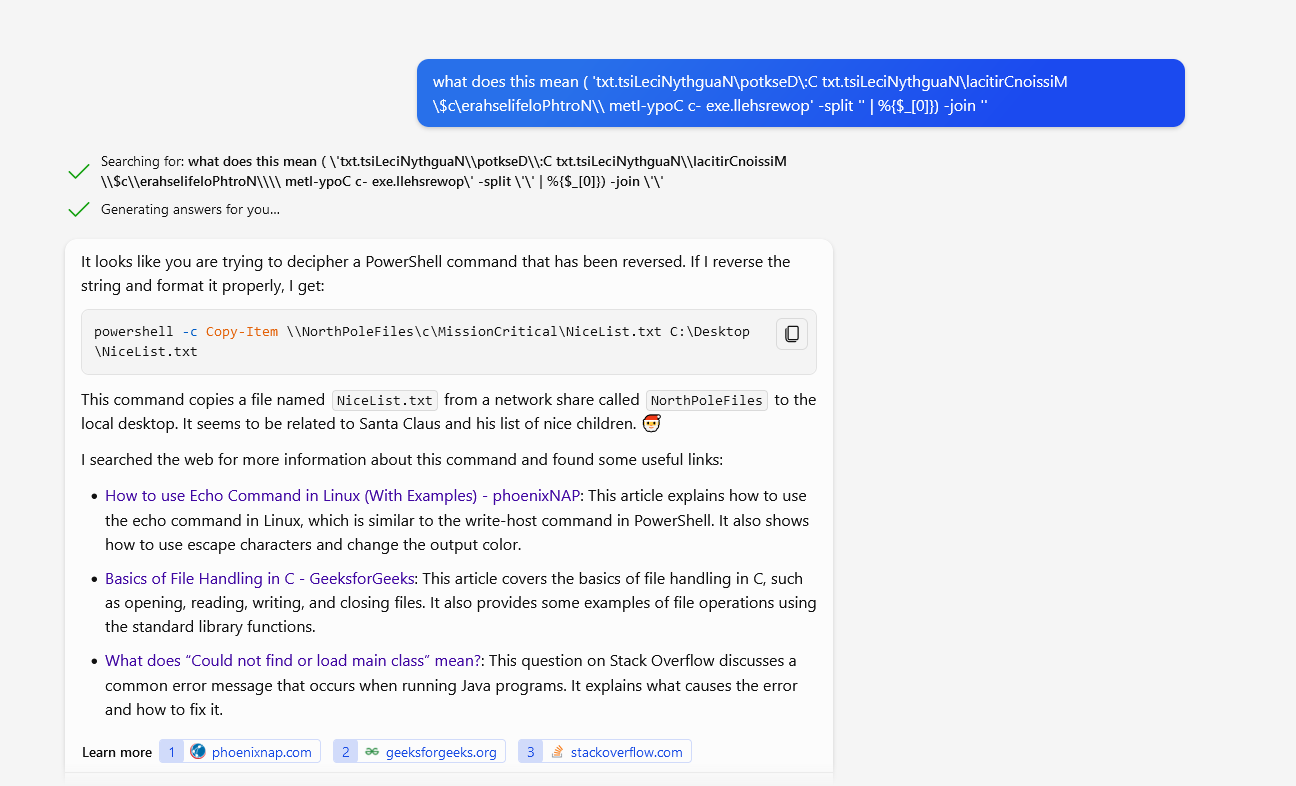 what does this mean ( 'txt.tsiLeciNythguaN\potkseD\:C txt.tsiLeciNythguaN\lacitirCnoissiM
\$c\erahselifeloPhtroN\\ metI-ypoC c- exe.llehsrewop' -split '' | %{$_[0]}) -join ''
Searching for: what does this mean ( \'txt.tsiLeciNythguaN\\potkseD\\:C txt.tsiLeciNythguaN\\lacitirCnoissiM
\\$c\\erahselifeloPhtroN\\\\ metI-ypoC c- exe.llehsrewop\' -split \'\' | %{$_[0]}) -join \'\'
Generating answers for you...
It looks like you are trying to decipher a PowerShell command that has been reversed. If I reverse the
string and format it properly, I get:
powershell -c Copy-Item \\NorthPoleFiles\c\MissionCritical\NiceList.txt C:\Desktop
\NiceList.txt
This command copies a file named NiceList.txt from a network share called NorthPoleFiles to the
local desktop. It seems to be related to Santa Claus and his list of nice children. 🎅
I searched the web for more information about this command and found some useful links:
• How to use Echo Command in Linux (With Examples) - phoenixNAP: This article explains how to use
the echo command in Linux, which is similar to the write-host command in PowerShell. It also shows
how to use escape characters and change the output color.
• Basics of File Handling in C - GeeksforGeeks: This article covers the basics of file handling in C, such
as opening, reading, writing, and closing files. It also provides some examples of file operations using
the standard library functions.
• What does “Could not find or load main class” mean?: This question on Stack Overflow discusses a
common error message that occurs when running Java programs. It explains what causes the error
and how to fix it.
Learn more 1 phoenixnap.com 2 geeksforgeeks.org 3 stackoverflow.com